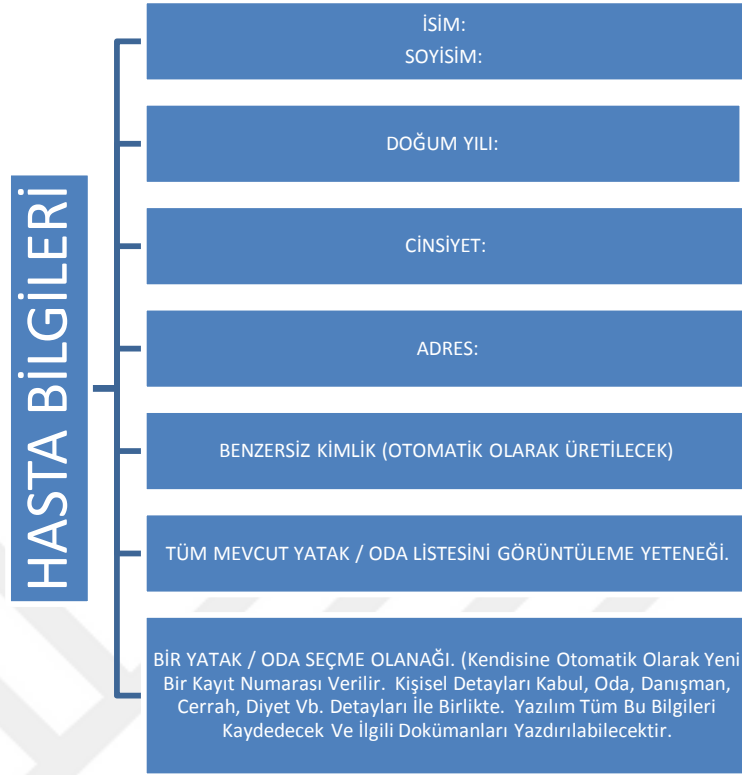 HASTA BİLGİLERİ
İSİM:
SOYİSİM:
DOĞUM YILI:
CİNSİYET:
ADRES:
BENZERSİZ KİMLİK (OTOMATİK OLARAK ÜRETİLECEK)
TÜM MEVCUT YATAK / ODA LİSTESİNİ GÖRÜNTÜLEME YETENEĞİ.
BİR YATAK / ODA SEÇME OLANAĞI. (Kendisine Otomatik Olarak Yeni
Bir Kayıt Numarası Verilir. Kişisel Detayları Kabul, Oda, Danışman,
Cerrah, Diyet Vb. Detayları İle Birlikte. Yazılım Tüm Bu Bilgileri
Kaydedecek Ve İlgili Dokümanları Yazdırılabilecektir.